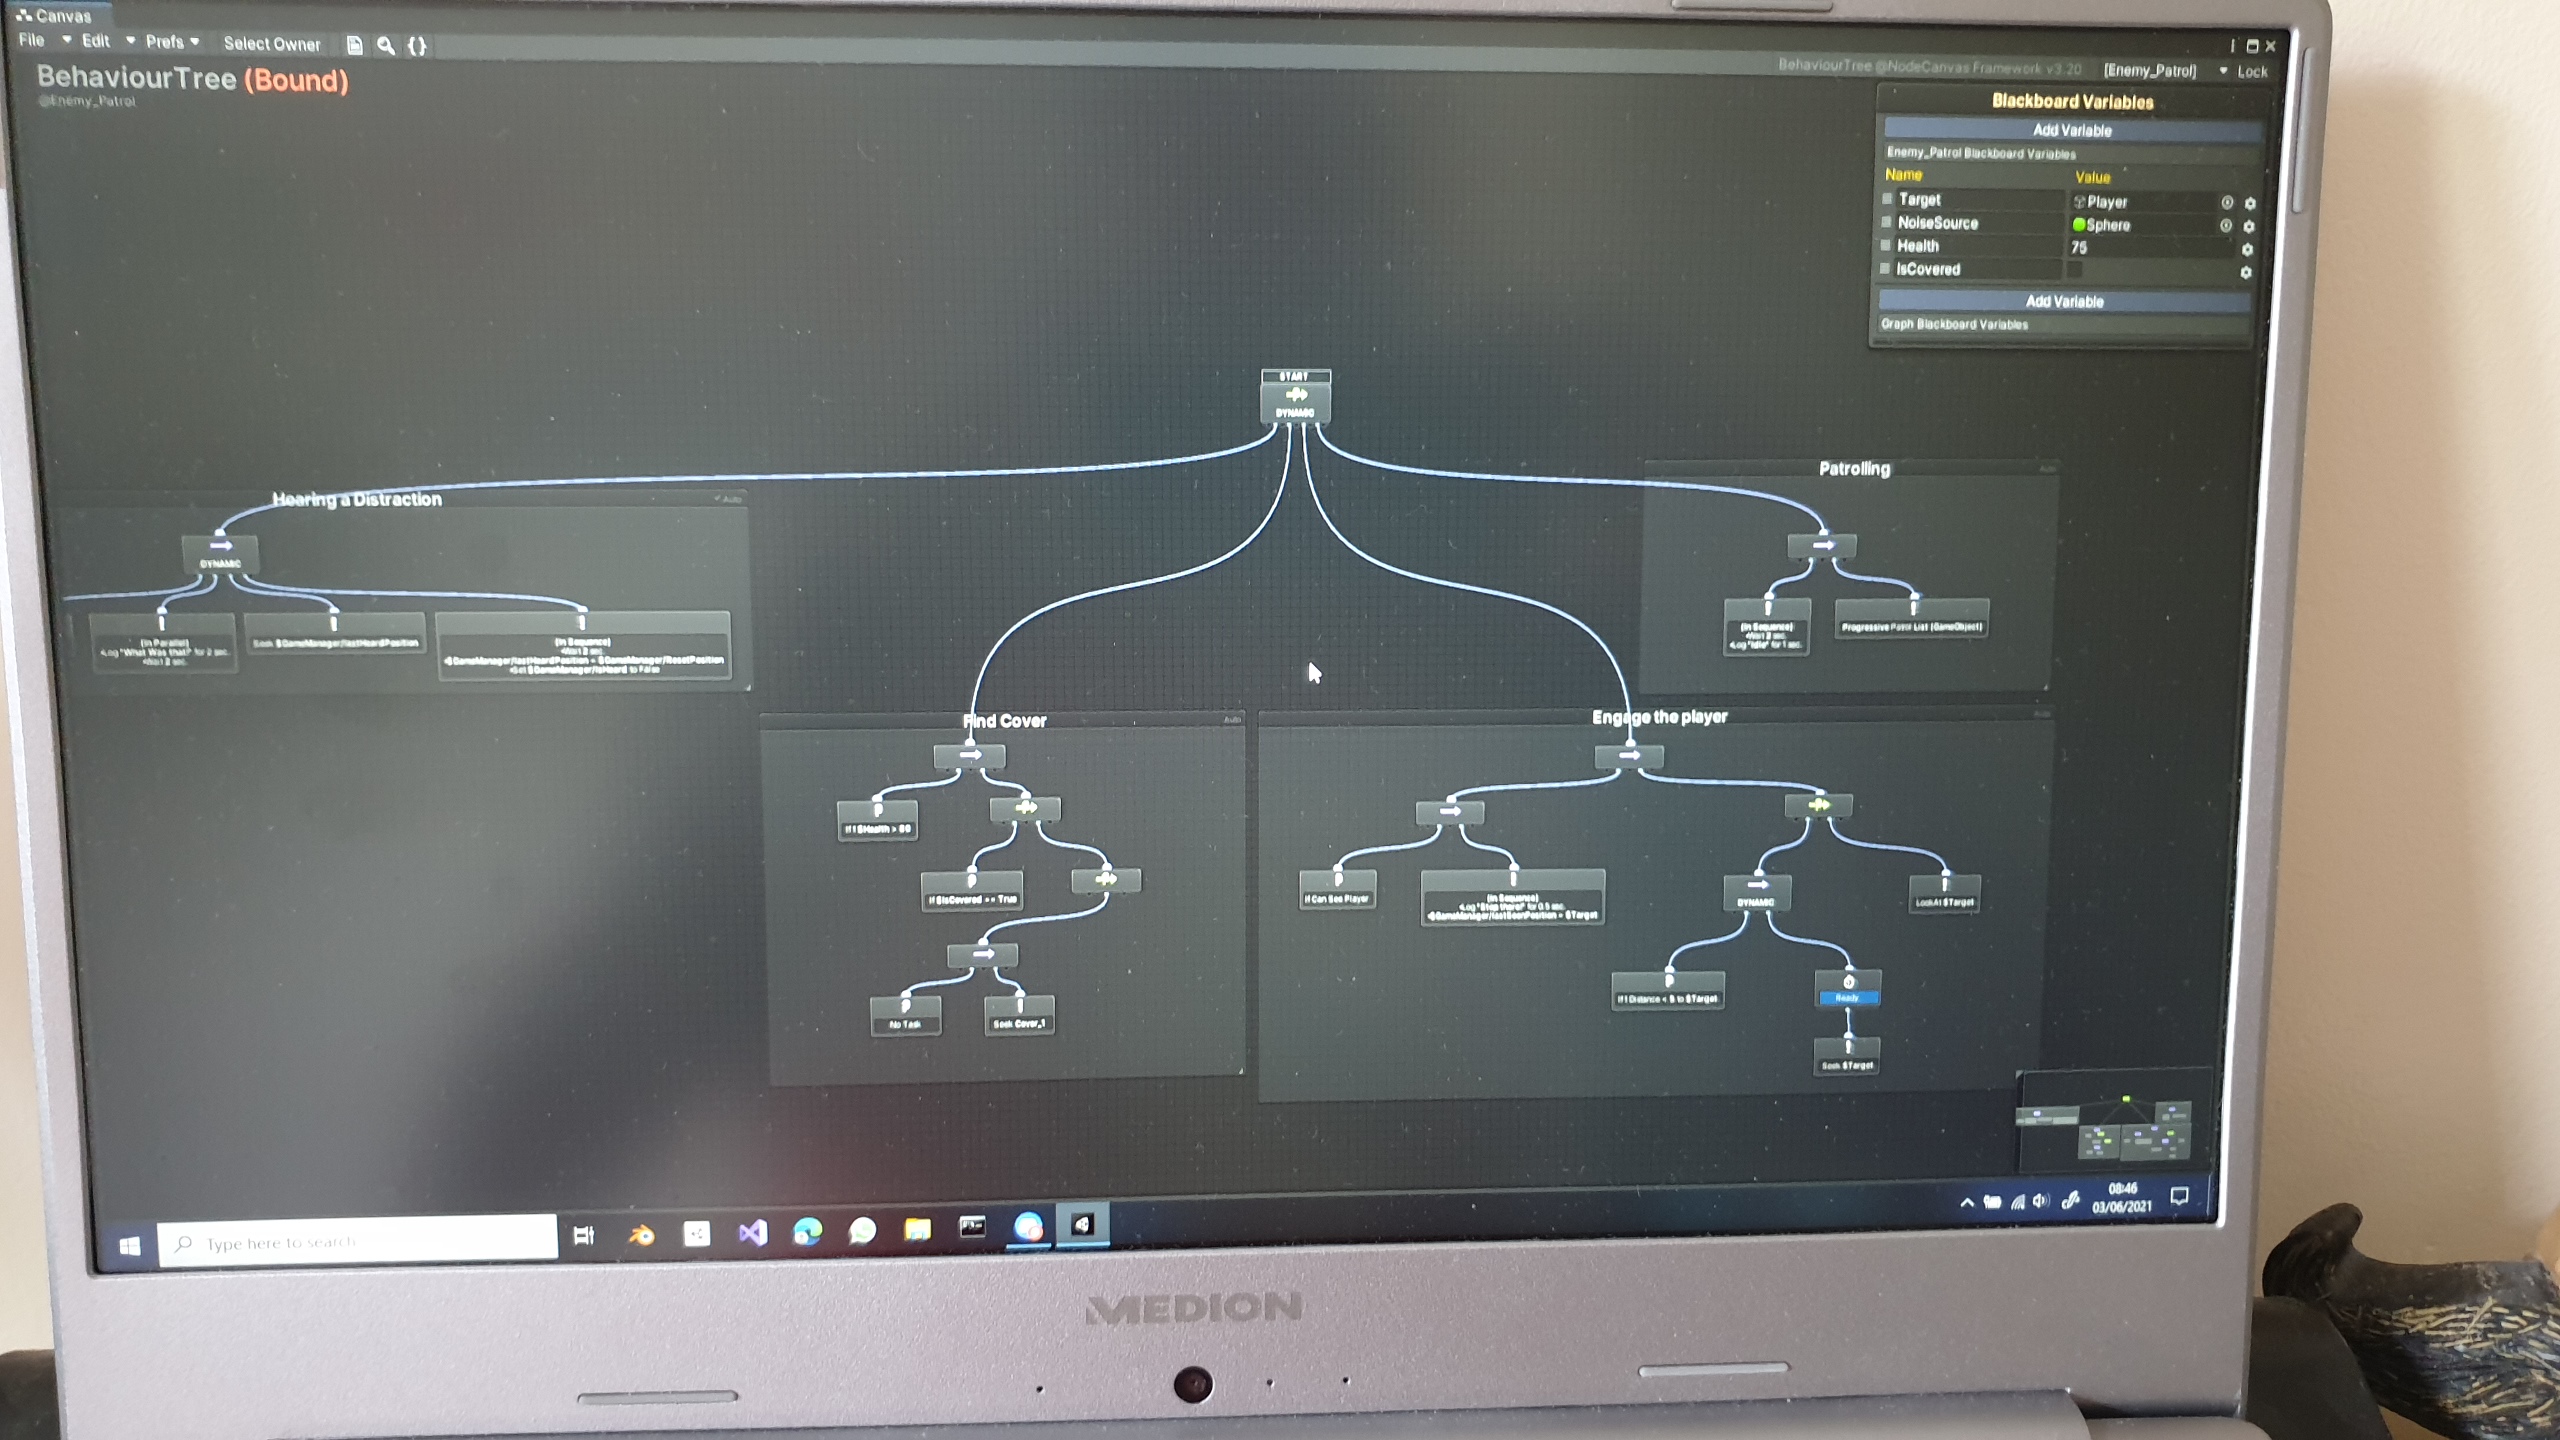 Canvas
File Edit Prefs Select Owner { }
BehaviourTree (Bound)
@Enemy_Patrol
BehaviourTree @NodeCanvas Framework v3.20 [Enemy_Patrol] Lock
Blackboard Variables
Add Variable
Enemy_Patrol Blackboard Variables
Name Value
Target Player
NoiseSource Sphere
Health 75
IsCovered
Add Variable
Graph Blackboard Variables
START
DYNAMIC
Hearing a Distraction
Auto
DYNAMIC
(In Parallel)
Log "What Was that?" for 2 sec.
Wait 2 sec.
Seek $GameManager/lastHeardPosition
(In Sequence)
Wait 2 sec.
$GameManager/lastHeardPosition = $GameManager/ResetPosition
Set $GameManager/isHeard to False
Patrolling
Auto
(In Sequence)
Wait 2 sec.
Log "Idle" for 1 sec.
Progressive Patrol List (GameObject)
Find Cover
Auto
If ! $Health >
If $IsCovered == True
No Task
Seek Cover_1
Engage the player
Auto
If Can See Player
(In Sequence)
Log "Stop there!" for 0.5 sec.
$GameManager/lastSeenPosition = $Target
DYNAMIC
LookAt $Target
If ! Distance < 5 to $Target
Ready
Seek $Target
Type here to search
08:46
03/06/2021
MEDION